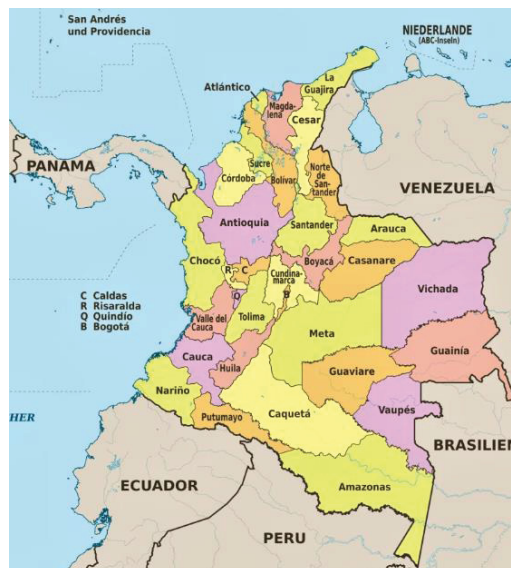 San Andrés
und Providencia
NIEDERLANDE
(ABC-Inseln)
La
Guajira
Atlántico
Magda-
lena
Cesar
PANAMA
Sucre
Córdoba
Bolívar
Norte
de
San-
tander
VENEZUELA
Antioquia
Santander
Arauca
Chocó
R
C
Boyacá
Casanare
Cundina-
marca
Vichada
C Caldas
R Risaralda
Q Quindío
B Bogotá
Q
B
Valle del
Cauca
Tolima
Meta
Guainía
Cauca
Huila
Guaviare
Nariño
Vaupés
HER
Putumayo
Caquetá
BRASILIEN
ECUADOR
Amazonas
PERU